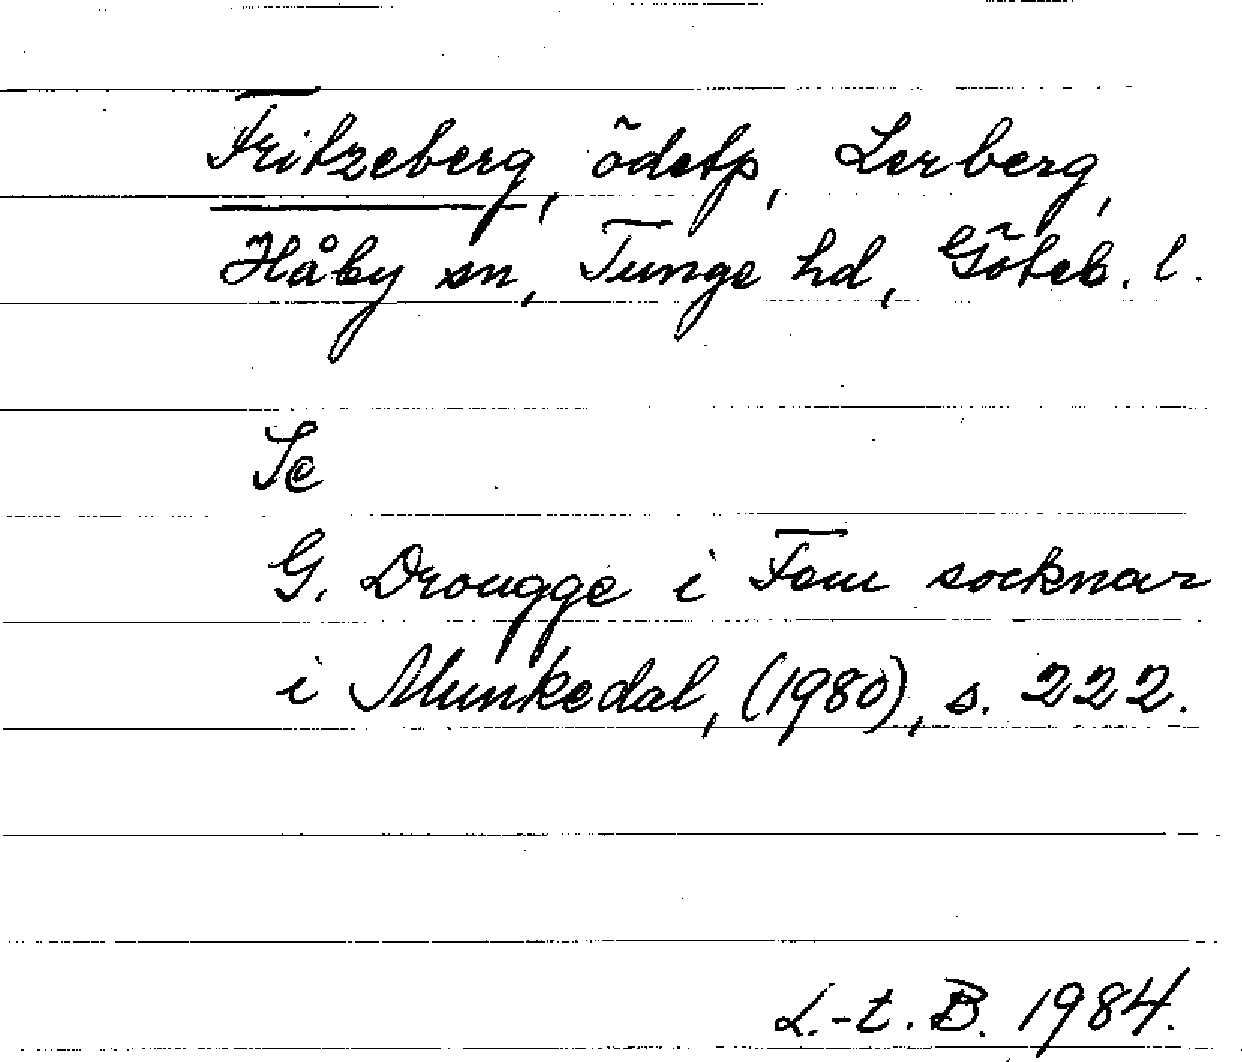 Fritzeberg, ödetp, Lerberg,
Håby sn, Tunge hd, Göteb. l.
Se
G. Drougge i Fem socknar
i Munkedal, (1980), s. 222.
L.-t. B. 1984.